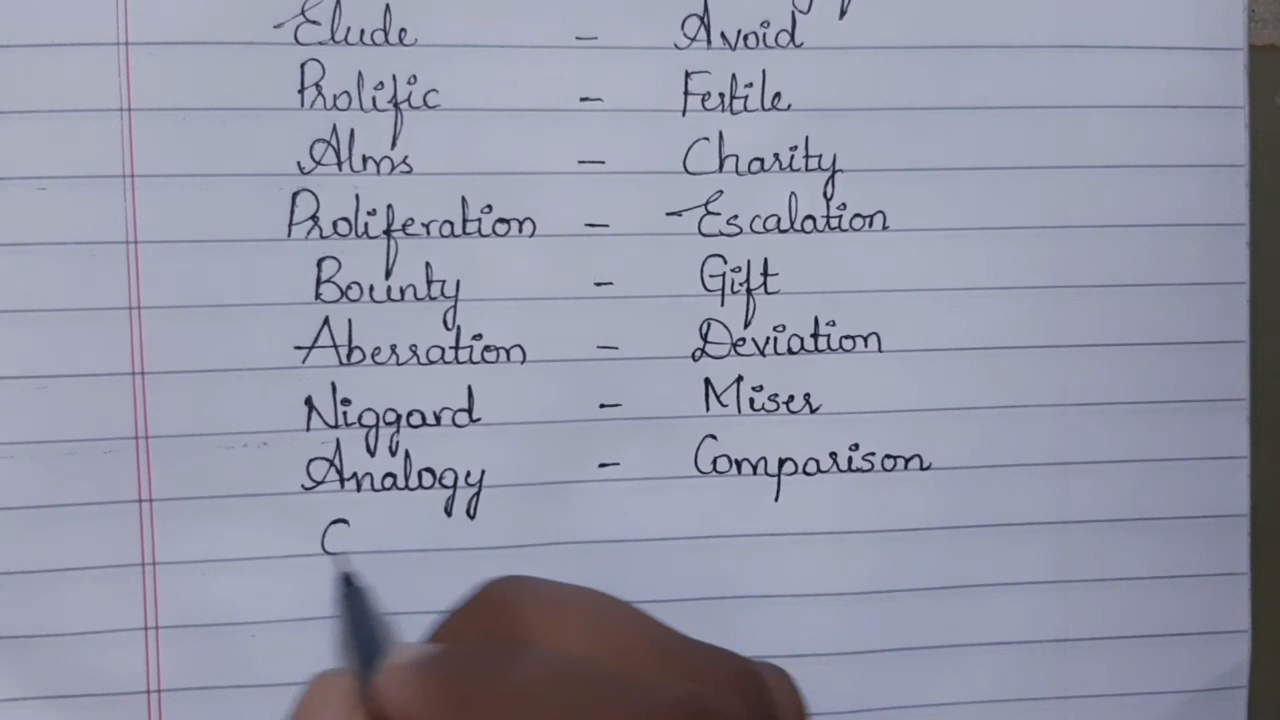 Elude - Avoid
Prolific - Fertile
Alms - Charity
Proliferation - Escalation
Bounty - Gift
Aberration - Deviation
Niggard - Miser
Analogy - Comparison
C